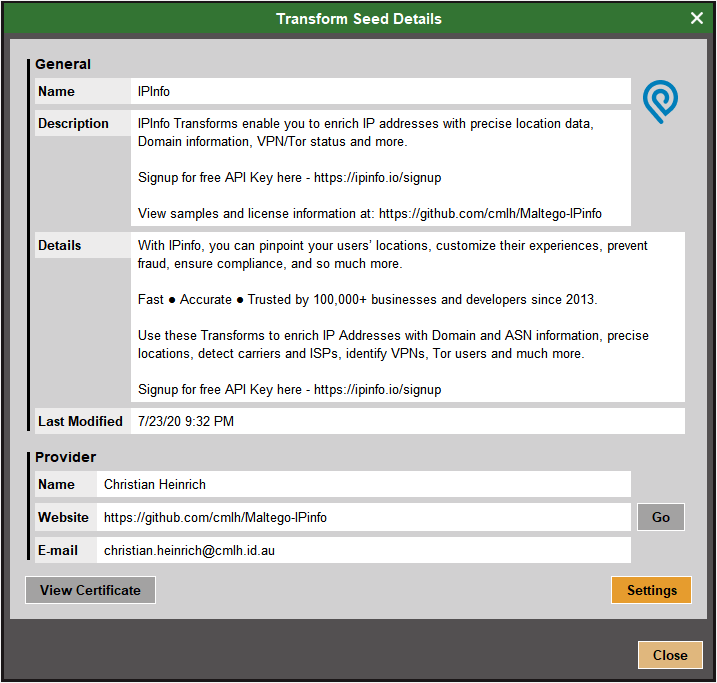 Transform Seed Details
General
Name IPInfo
Description IPInfo Transforms enable you to enrich IP addresses with precise location data,
Domain information, VPN/Tor status and more.
Signup for free API Key here - https://ipinfo.io/signup
View samples and license information at: https://github.com/cmlh/Maltego-IPinfo
Details With IPinfo, you can pinpoint your users’ locations, customize their experiences, prevent
fraud, ensure compliance, and so much more.
Fast ● Accurate ● Trusted by 100,000+ businesses and developers since 2013.
Use these Transforms to enrich IP Addresses with Domain and ASN information, precise
locations, detect carriers and ISPs, identify VPNs, Tor users and much more.
Signup for free API Key here - https://ipinfo.io/signup
Last Modified 7/23/20 9:32 PM
Provider
Name Christian Heinrich
Website https://github.com/cmlh/Maltego-IPinfo Go
E-mail christian.heinrich@cmlh.id.au
View Certificate Settings
Close